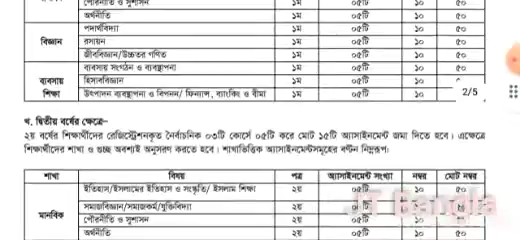 পৌরনীতি ও সুশাসন ১ম ০৫টি ১০ ৫০
অর্থনীতি ১ম ০৫টি ১০ ৫০
বিজ্ঞান
পদার্থবিদ্যা ১ম ০৫টি ১০ ৫০
রসায়ন ১ম ০৫টি ১০ ৫০
জীববিজ্ঞান/উচ্চতর গণিত ১ম ০৫টি ১০ ৫০
ব্যবসায় শিক্ষা
ব্যবসায় সংগঠন ও ব্যবস্থাপনা ১ম ০৫টি ১০ ৫০
হিসাববিজ্ঞান ১ম ০৫টি ১০
উৎপাদন ব্যবস্থাপনা ও বিপনন/ ফিন্যান্স, ব্যাংকিং ও বীমা ১ম ০৫টি ১০
2/5
খ. দ্বিতীয় বর্ষের ক্ষেত্রে–
২য় বর্ষের শিক্ষার্থীদের রেজিস্ট্রেশনকৃত নৈর্বাচনিক ০৩টি কোর্সে ০৫টি করে মোট ১৫টি অ্যাসাইনমেন্ট জমা দিতে হবে। এক্ষেত্রে
শিক্ষার্থীদের শাখা ও গুচ্ছ অবশ্যই অনুসরণ করতে হবে। শাখাভিত্তিক অ্যাসাইনমেন্টসমূহের বণ্টন নিম্নরূপ:
শাখা বিষয় পত্র অ্যাসাইনমেন্ট সংখ্যা নম্বর মোট নম্বর
মানবিক
ইতিহাস/ইসলামের ইতিহাস ও সংস্কৃতি/ ইসলাম শিক্ষা ২য় ০৫টি ১০ ৫০
সমাজবিজ্ঞান/সমাজকর্ম/যুক্তিবিদ্যা ২য় ০৫টি ১০ ৫০
পৌরনীতি ও সুশাসন ২য় ০৫টি ১০ ৫০
অর্থনীতি ২য় ০৫টি ১০ ৫০
Bangla